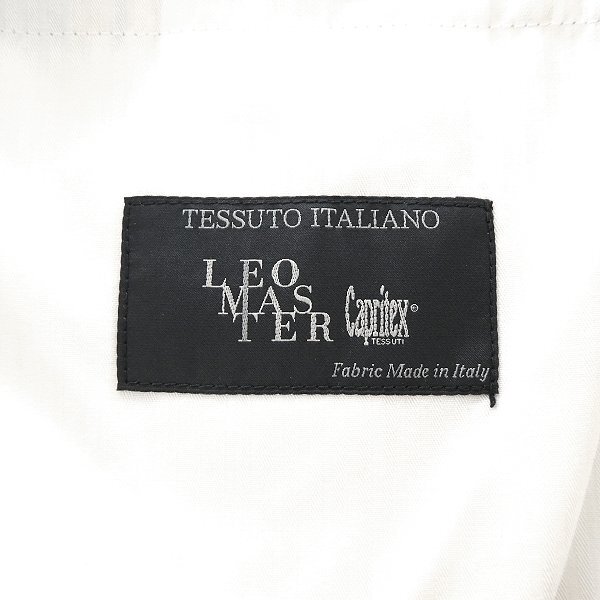 TESSUTO ITALIANO
LEO
MAS
TER
Capritex®
TESSUTI
Fabric Made in Italy